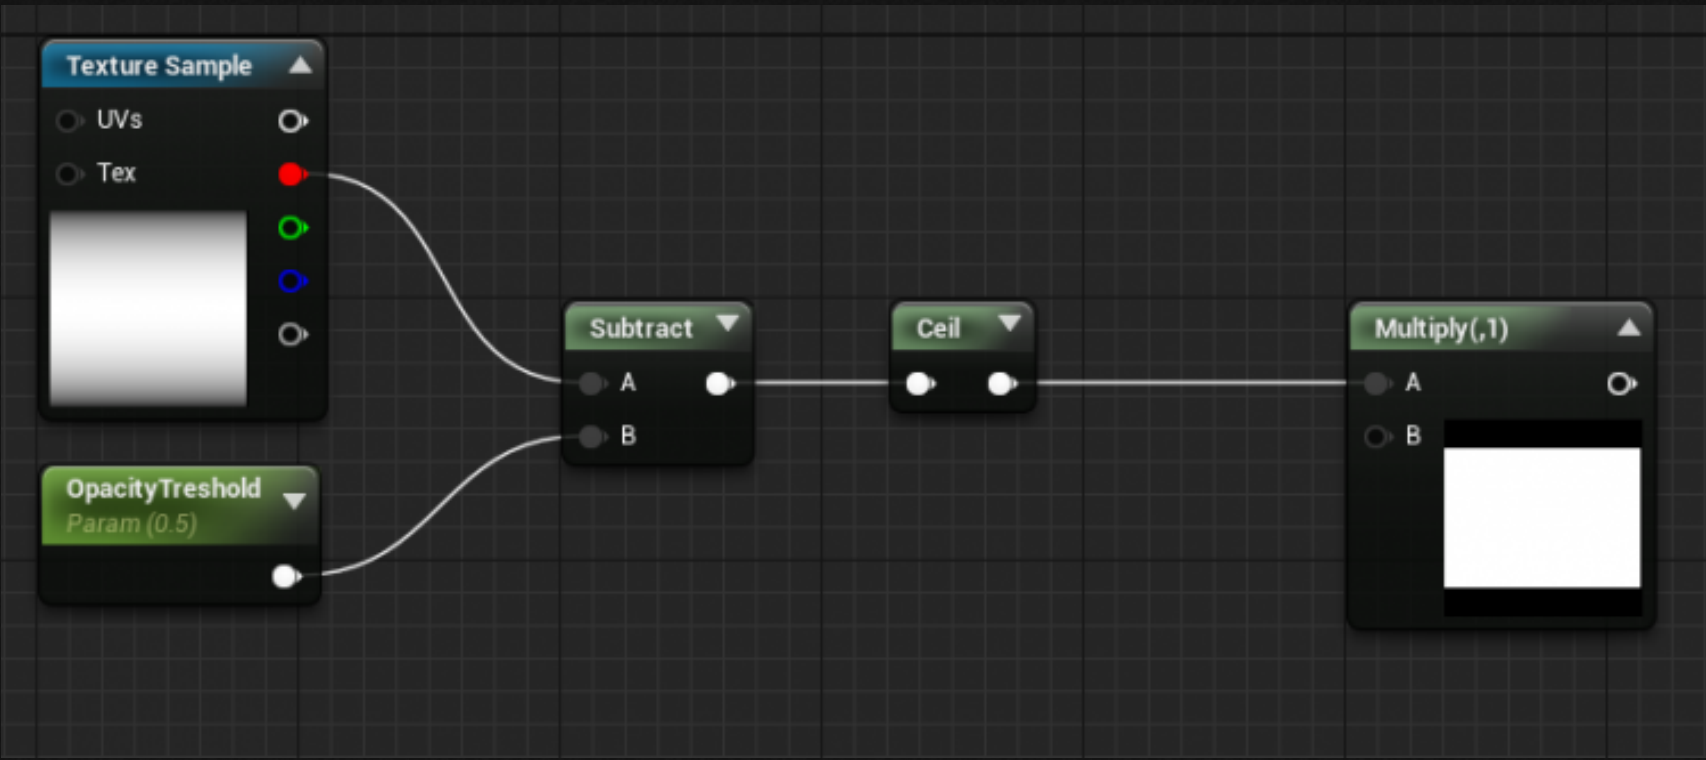 Texture Sample
UVs
Tex
OpacityTreshold
Param (0.5)
Subtract
A
B
Ceil
Multiply(,1)
A
B